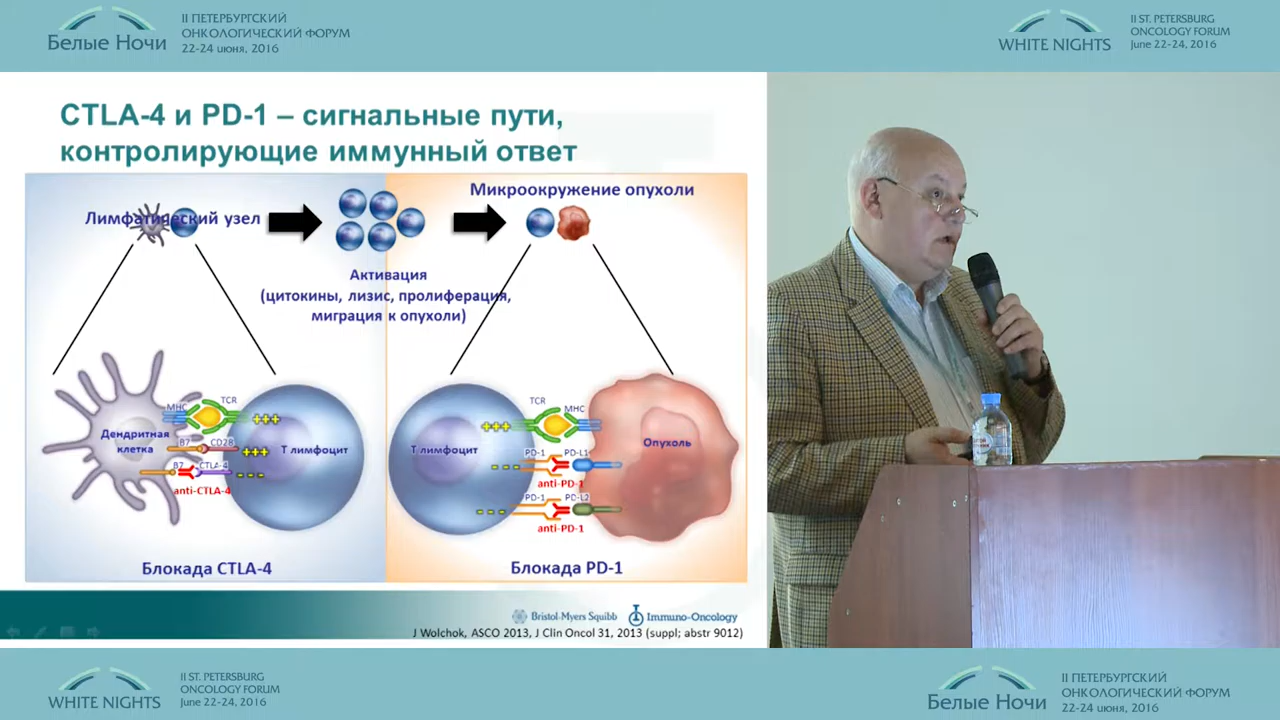 Белые Ночи
II ПЕТЕРБУРГСКИЙ
ОНКОЛОГИЧЕСКИЙ ФОРУМ
22-24 июня, 2016
WHITE NIGHTS
II ST. PETERSBURG
ONCOLOGY FORUM
June 22-24, 2016
CTLA-4 и PD-1 – сигнальные пути,
контролирующие иммунный ответ
Лимфатический узел
Микроокружение опухоли
Активация
(цитокины, лизис, пролиферация,
миграция к опухоли)
MHC
TCR
+++
Дендритная
клетка
B7
CD28
+++
Т лимфоцит
B7
CTLA-4
- - -
anti-CTLA-4
Блокада CTLA-4
TCR
MHC
+++
Т лимфоцит
Опухоль
PD-1
PD-L1
- - -
anti-PD-1
PD-1
PD-L2
- - -
anti-PD-1
Блокада PD-1
Bristol-Myers Squibb
Immuno-Oncology
J Wolchok, ASCO 2013, J Clin Oncol 31, 2013 (suppl; abstr 9012)
WHITE NIGHTS
II ST. PETERSBURG
ONCOLOGY FORUM
June 22-24, 2016
Белые Ночи
II ПЕТЕРБУРГСКИЙ
ОНКОЛОГИЧЕСКИЙ ФОРУМ
22-24 июня, 2016